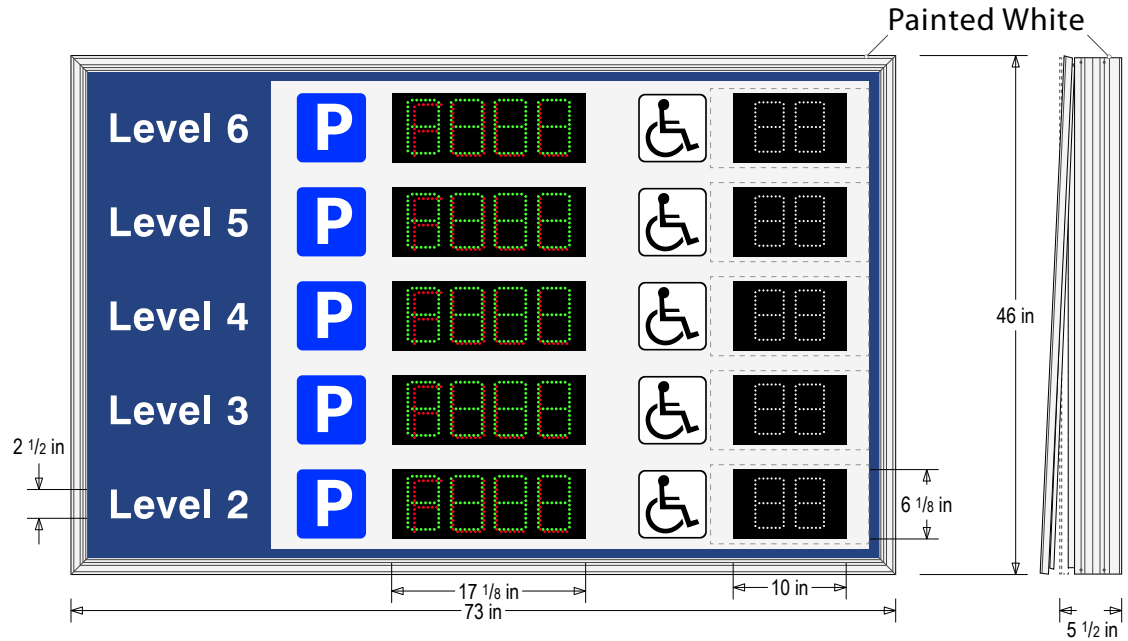 Painted White
Level 6 P
Level 5 P
Level 4 P
46 in
Level 3 P
2 1/2 in
Level 2 P
6 1/8 in
17 1/8 in
10 in
73 in
5 1/2 in